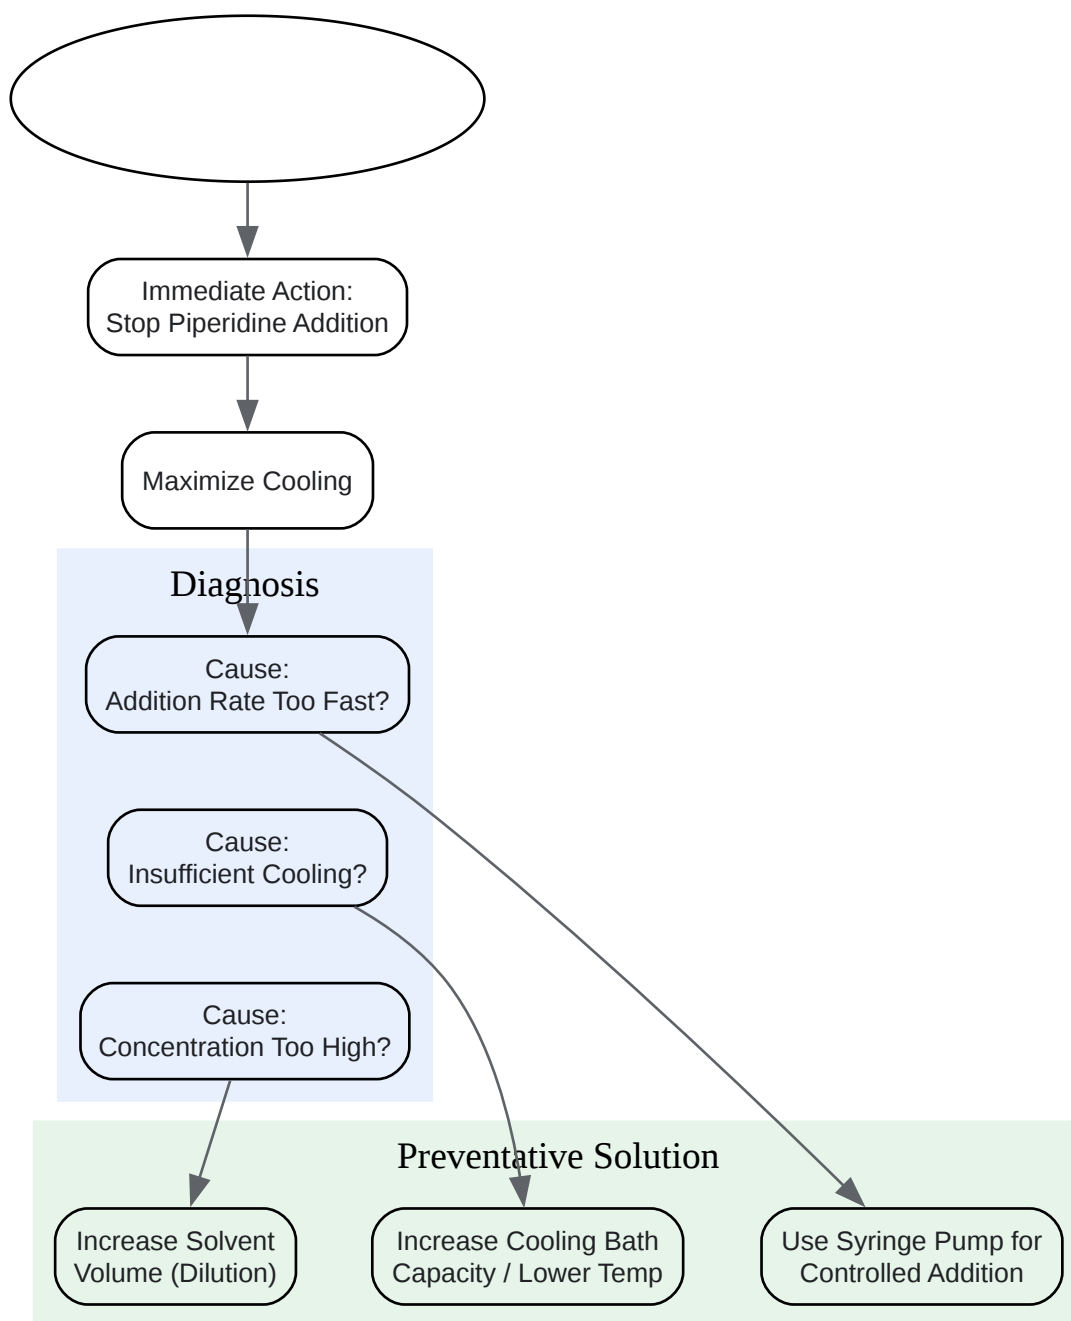 Immediate Action:
Stop Piperidine Addition
Maximize Cooling
Diagnosis
Cause:
Addition Rate Too Fast?
Cause:
Insufficient Cooling?
Cause:
Concentration Too High?
Preventative Solution
Increase Solvent
Volume (Dilution)
Increase Cooling Bath
Capacity / Lower Temp
Use Syringe Pump for
Controlled Addition